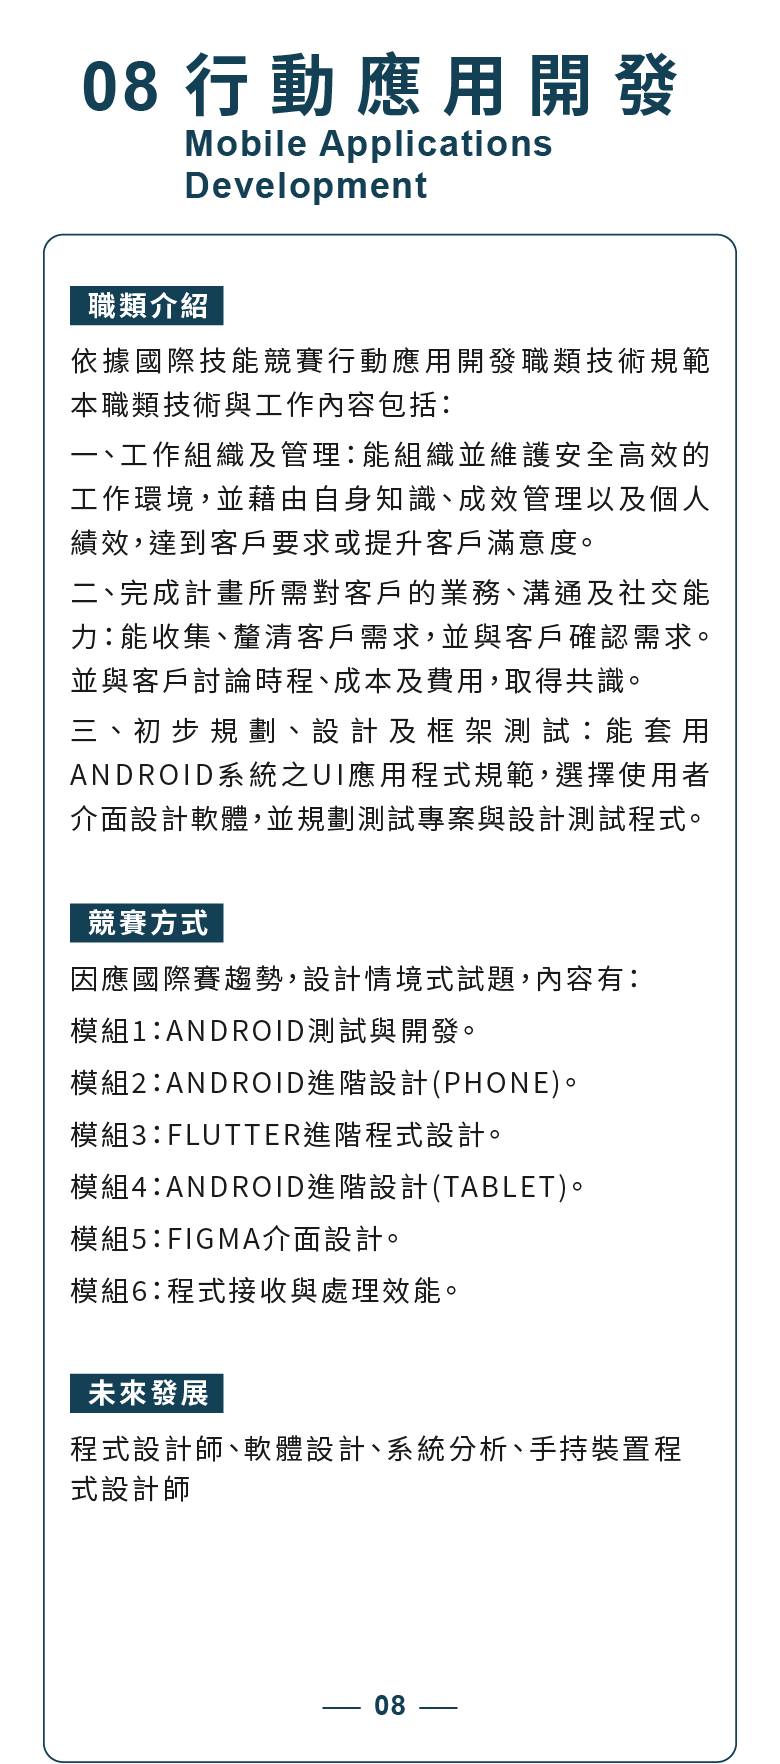 08 行動應用開發
Mobile Applications
Development
職類介紹
依據國際技能競賽行動應用開發職類技術規範
本職類技術與工作內容包括：
一、工作組織及管理：能組織並維護安全高效的
工作環境，並藉由自身知識、成效管理以及個人
績效，達到客戶要求或提升客戶滿意度。
二、完成計畫所需對客戶的業務、溝通及社交能
力：能收集、釐清客戶需求，並與客戶確認需求。
並與客戶討論時程、成本及費用，取得共識。
三、初步規劃、設計及框架測試：能套用
ANDROID系統之UI應用程式規範，選擇使用者
介面設計軟體，並規劃測試專案與設計測試程式。
競賽方式
因應國際賽趨勢，設計情境式試題，內容有：
模組1：ANDROID測試與開發。
模組2：ANDROID進階設計(PHONE)。
模組3：FLUTTER進階程式設計。
模組4：ANDROID進階設計(TABLET)。
模組5：FIGMA介面設計。
模組6：程式接收與處理效能。
未來發展
程式設計師、軟體設計、系統分析、手持裝置程
式設計師
08